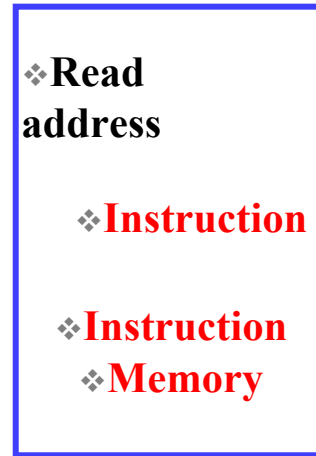 ❖Read
address
❖Instruction
❖Instruction
❖Memory